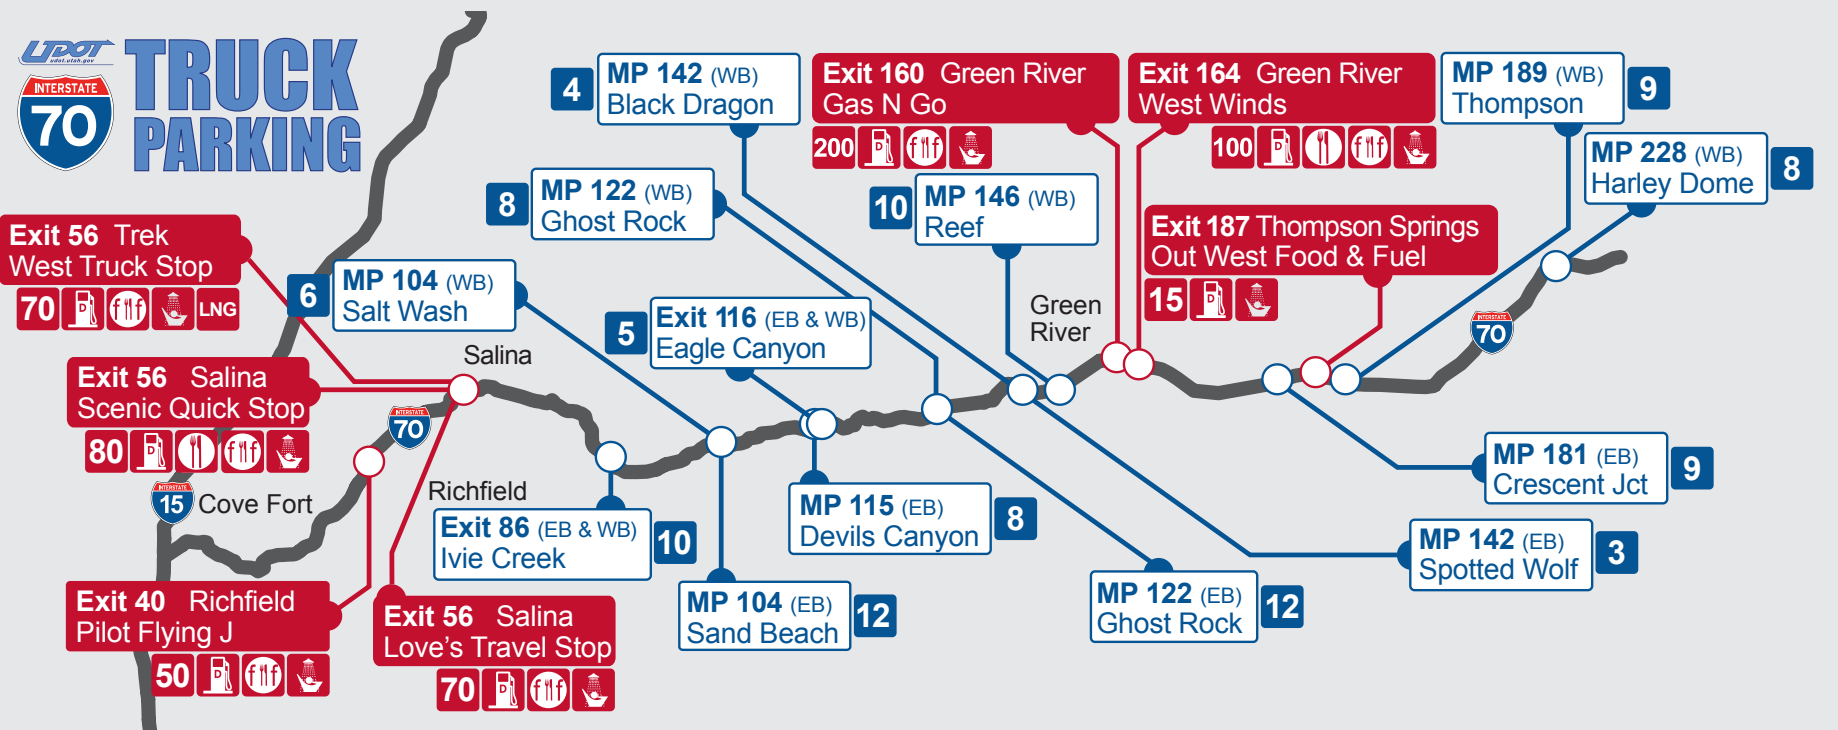 UDOT
udot.utah.gov
INTERSTATE
70
TRUCK
PARKING
4
MP 142 (WB)
Black Dragon
Exit 160 Green River
Gas N Go
200
D
f f
Exit 164 Green River
West Winds
100
D
f f
MP 189 (WB)
Thompson
9
MP 228 (WB)
Harley Dome
8
8
MP 122 (WB)
Ghost Rock
10
MP 146 (WB)
Reef
Exit 187 Thompson Springs
Out West Food & Fuel
15
D
Exit 56 Trek
West Truck Stop
70
D
f f
LNG
6
MP 104 (WB)
Salt Wash
5
Exit 116 (EB & WB)
Eagle Canyon
Green
River
INTERSTATE
70
Salina
Exit 56 Salina
Scenic Quick Stop
80
D
f f
INTERSTATE
70
INTERSTATE
15
Cove Fort
Richfield
Exit 86 (EB & WB)
Ivie Creek
10
MP 115 (EB)
Devils Canyon
8
MP 181 (EB)
Crescent Jct
9
MP 142 (EB)
Spotted Wolf
3
Exit 40 Richfield
Pilot Flying J
50
D
f f
Exit 56 Salina
Love's Travel Stop
70
D
f f
MP 104 (EB)
Sand Beach
12
MP 122 (EB)
Ghost Rock
12